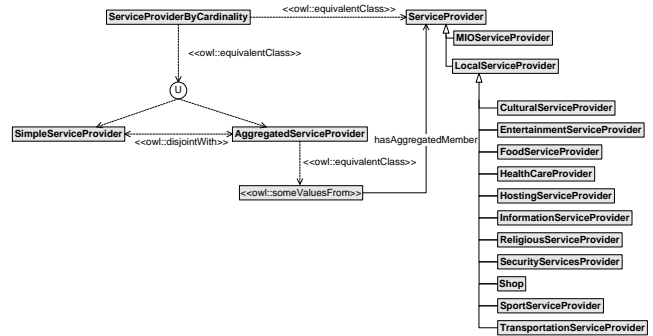 ServiceProviderByCardinality
<<owl::equivalentClass>>
ServiceProvider
MIOServiceProvider
<<owl::equivalentClass>>
LocalServiceProvider
U
CulturalServiceProvider
SimpleServiceProvider
AggregatedServiceProvider
hasAggregatedMember
EntertainmentServiceProvider
<<owl::disjointWith>>
FoodServiceProvider
<<owl::equivalentClass>>
HealthCareProvider
<<owl::someValuesFrom>>
HostingServiceProvider
InformationServiceProvider
ReligiousServiceProvider
SecurityServicesProvider
Shop
SportServiceProvider
TransportationServiceProvider